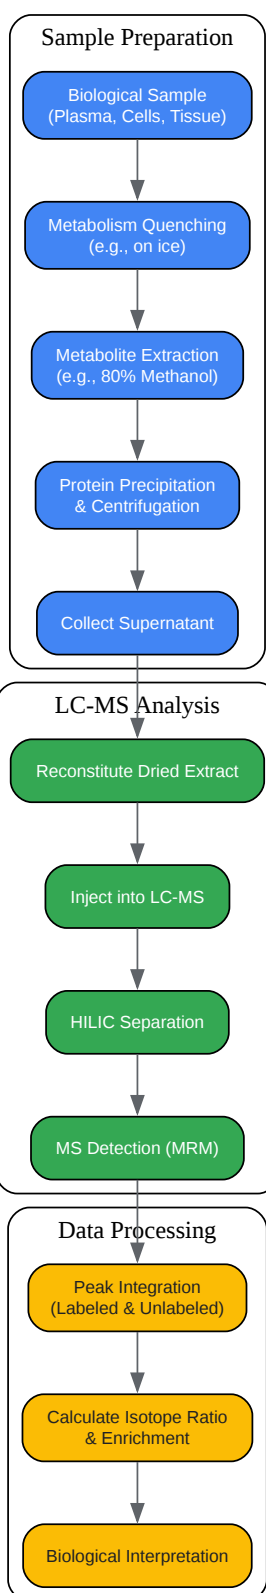 Sample Preparation
Biological Sample
(Plasma, Cells, Tissue)
Metabolism Quenching
(e.g., on ice)
Metabolite Extraction
(e.g., 80% Methanol)
Protein Precipitation
& Centrifugation
Collect Supernatant
LC-MS Analysis
Reconstitute Dried Extract
Inject into LC-MS
HILIC Separation
MS Detection (MRM)
Data Processing
Peak Integration
(Labeled & Unlabeled)
Calculate Isotope Ratio
& Enrichment
Biological Interpretation